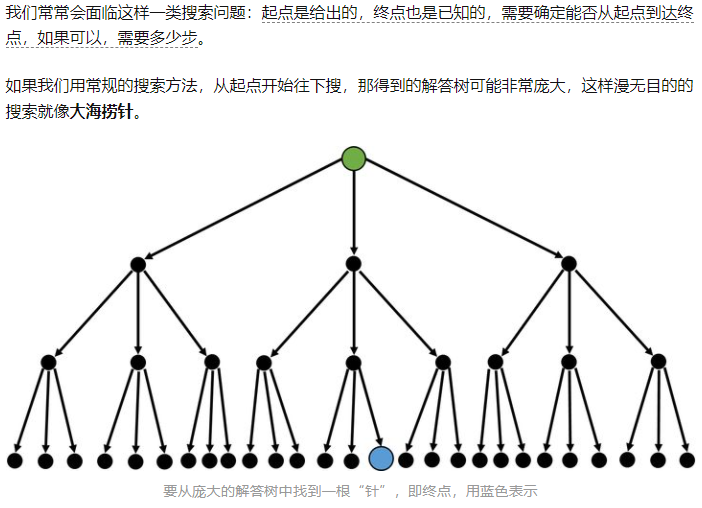 我们常常会面临这样一类搜索问题：起点是给出的，终点也是已知的，需要确定能否从起点到达终
点，如果可以，需要多少步。
如果我们用常规的搜索方法，从起点开始往下搜，那得到的解答树可能非常庞大，这样漫无目的的
搜索就像大海捞针。
要从庞大的解答树中找到一根“针”，即终点，用蓝色表示